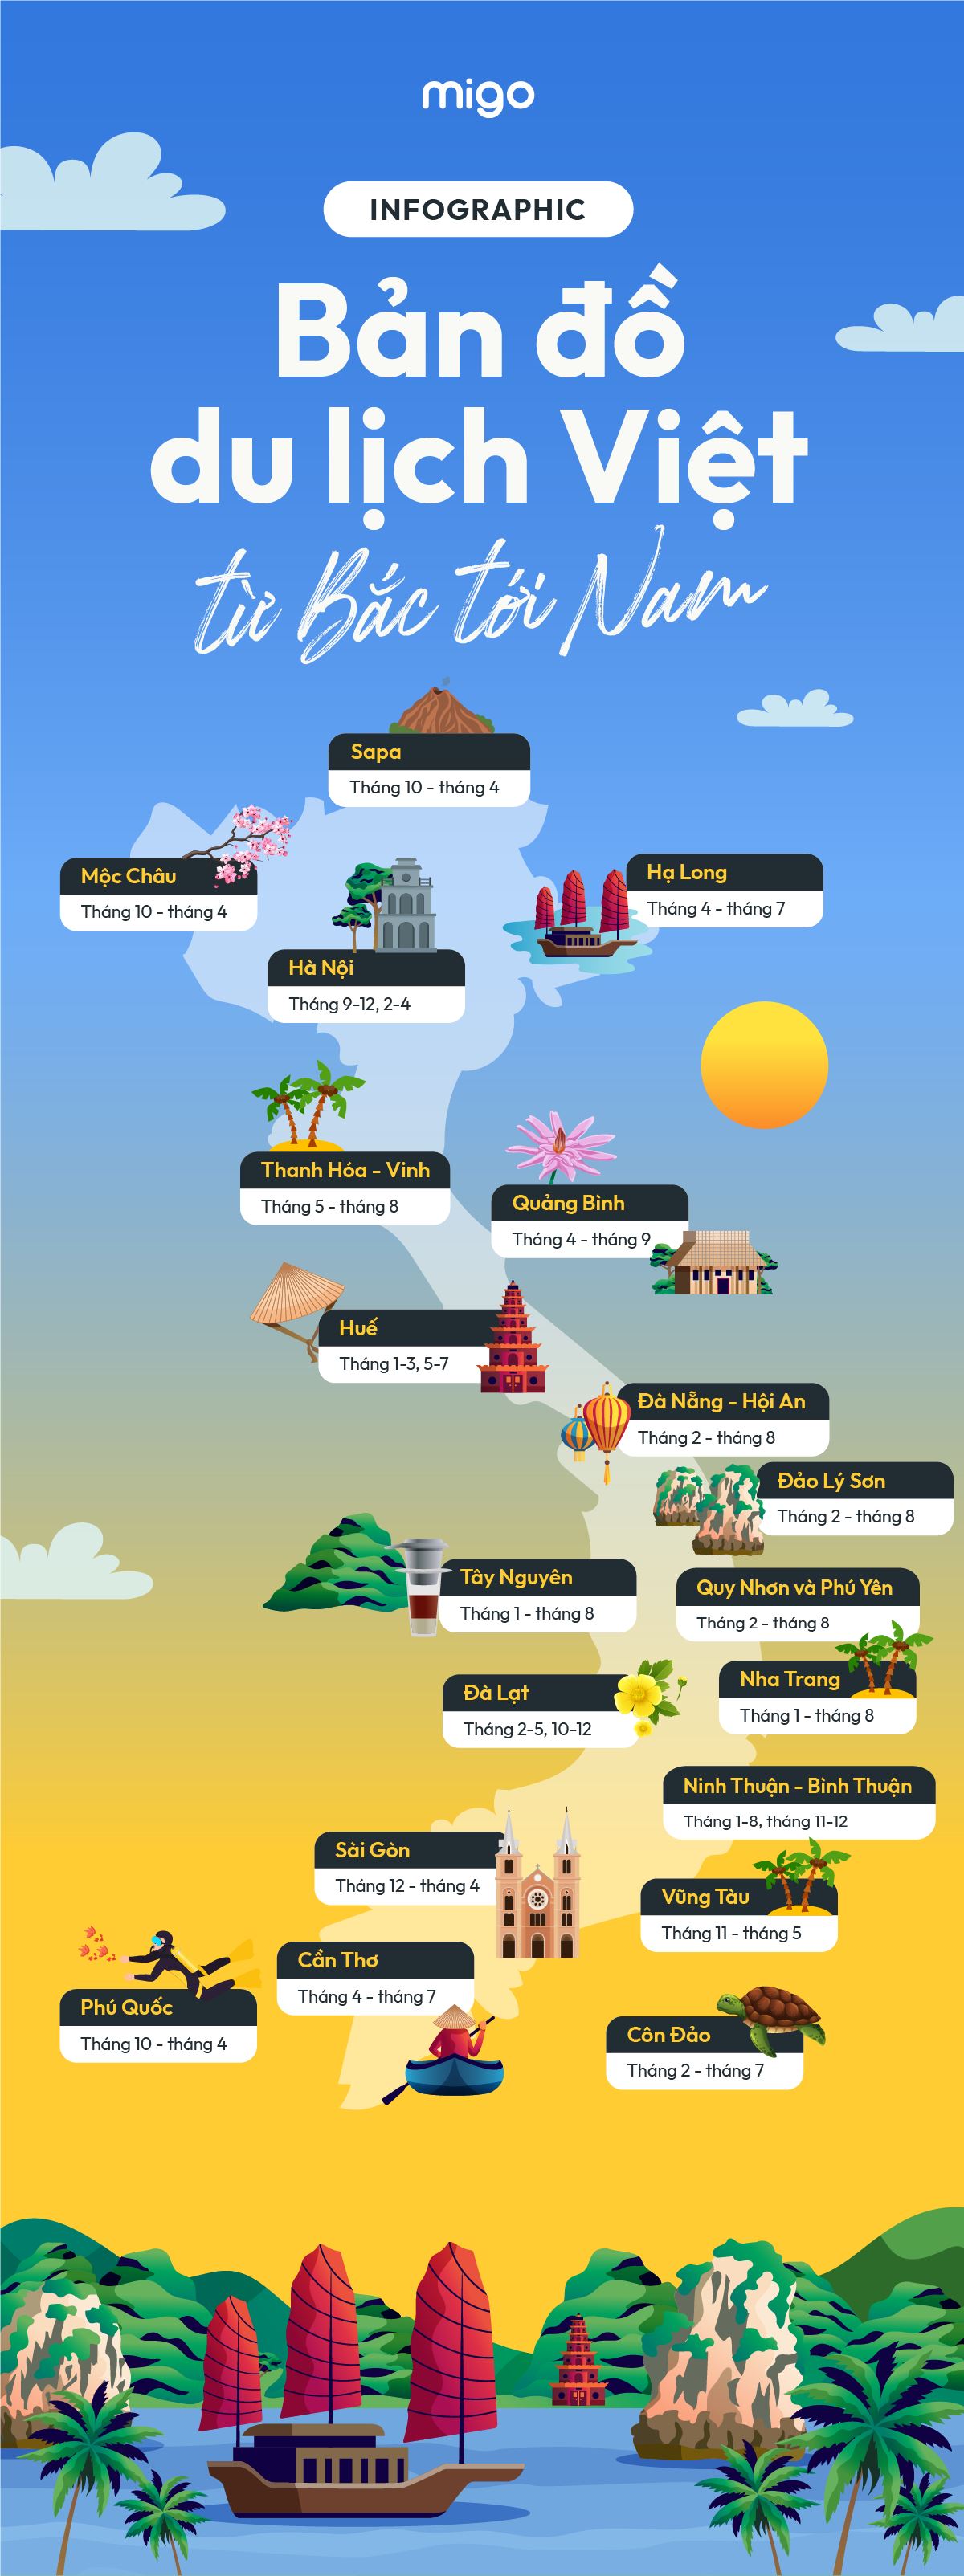 migo
INFOGRAPHIC
Bản đồ
du lịch Việt
từ Bắc tới Nam
Sapa
Tháng 10 - tháng 4
Mộc Châu
Tháng 10 - tháng 4
Hạ Long
Tháng 4 - tháng 7
Hà Nội
Tháng 9-12, 2-4
Thanh Hóa - Vinh
Tháng 5 - tháng 8
Quảng Bình
Tháng 4 - tháng 9
Huế
Tháng 1-3, 5-7
Đà Nẵng - Hội An
Tháng 2 - tháng 8
Đảo Lý Sơn
Tháng 2 - tháng 8
Tây Nguyên
Tháng 1 - tháng 8
Quy Nhơn và Phú Yên
Tháng 2 - tháng 8
Đà Lạt
Tháng 2-5, 10-12
Nha Trang
Tháng 1 - tháng 8
Ninh Thuận - Bình Thuận
Tháng 1-8, tháng 11-12
Sài Gòn
Tháng 12 - tháng 4
Vũng Tàu
Tháng 11 - tháng 5
Cần Thơ
Tháng 4 - tháng 7
Phú Quốc
Tháng 10 - tháng 4
Côn Đảo
Tháng 2 - tháng 7